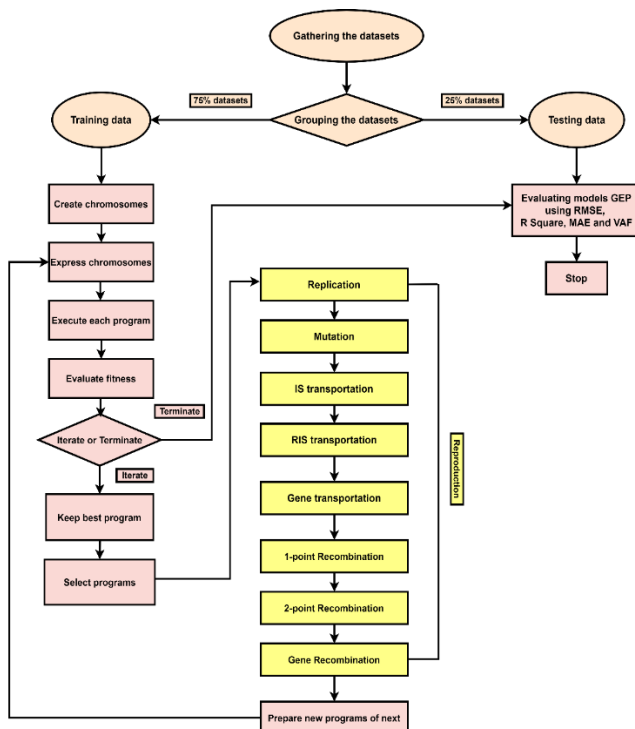 Gathering the datasets
75% datasets
25% datasets
Grouping the datasets
Training data
Testing data
Create chromosomes
Evaluating models GEP
using RMSE,
R Square, MAE and VAF
Express chromosomes
Stop
Replication
Execute each program
Mutation
Evaluate fitness
IS transportation
Terminate
Iterate or Terminate
RIS transportation
Reproduction
Iterate
Keep best program
Gene transportation
1-point Recombination
Select programs
2-point Recombination
Gene Recombination
Prepare new programs of next